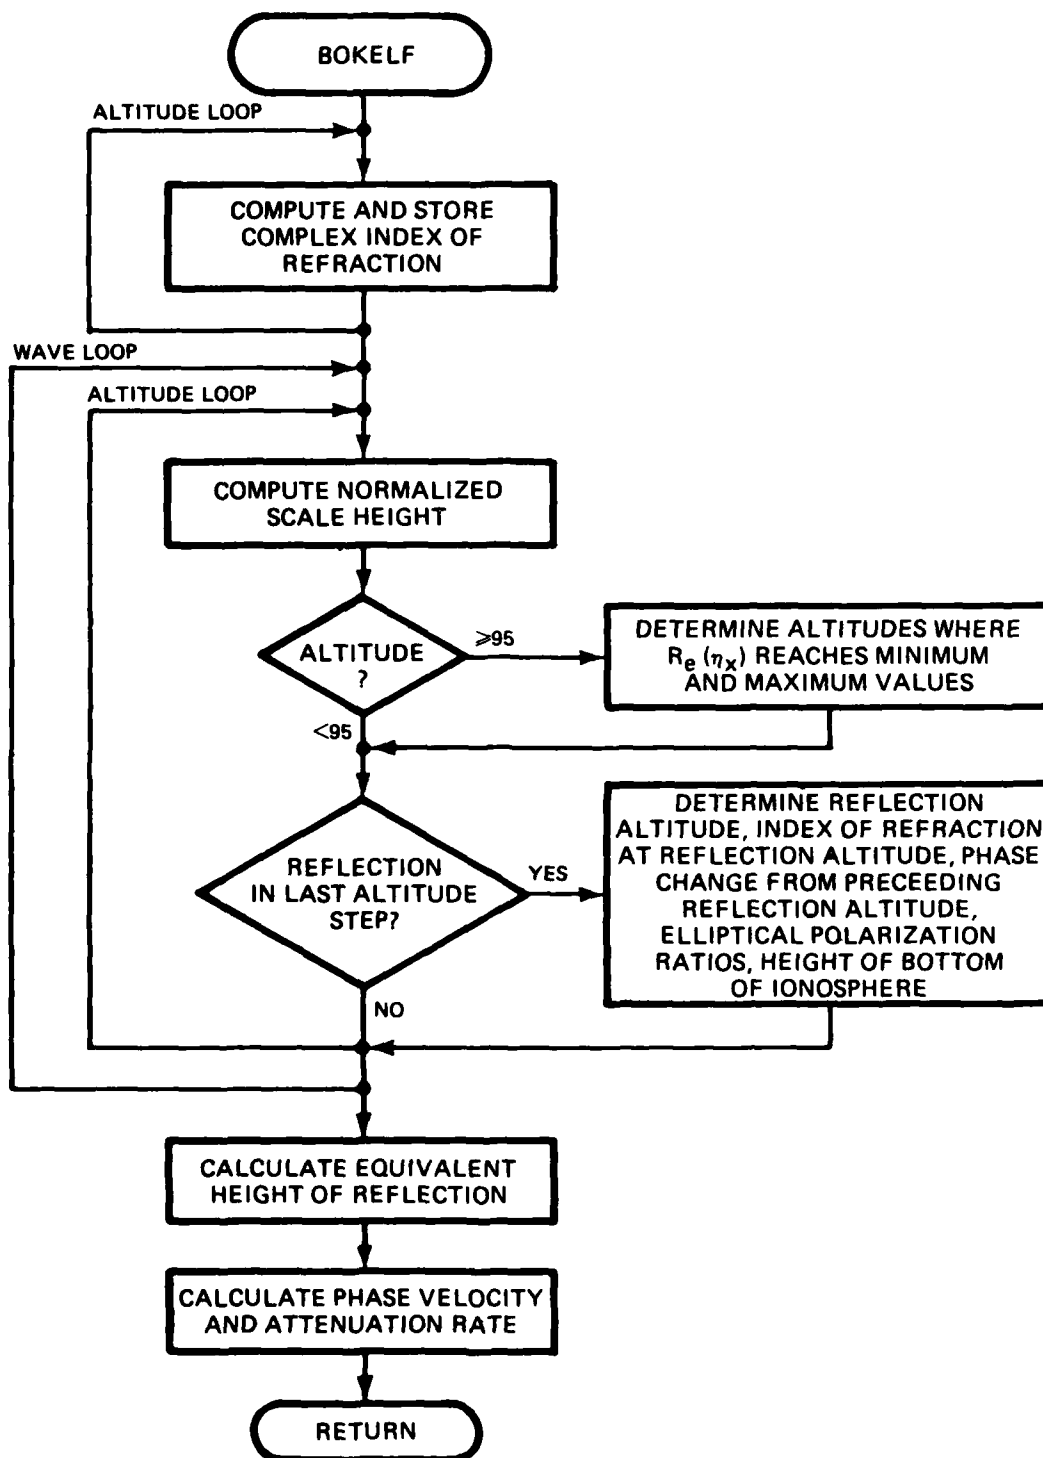 BOKELF
ALTITUDE LOOP
COMPUTE AND STORE
COMPLEX INDEX OF
REFRACTION
WAVE LOOP
ALTITUDE LOOP
COMPUTE NORMALIZED
SCALE HEIGHT
ALTITUDE
?
≥95
DETERMINE ALTITUDES WHERE
Re (ηx) REACHES MINIMUM
AND MAXIMUM VALUES
<95
REFLECTION
IN LAST ALTITUDE
STEP?
YES
DETERMINE REFLECTION
ALTITUDE, INDEX OF REFRACTION
AT REFLECTION ALTITUDE, PHASE
CHANGE FROM PRECEEDING
REFLECTION ALTITUDE,
ELLIPTICAL POLARIZATION
RATIOS, HEIGHT OF BOTTOM
OF IONOSPHERE
NO
CALCULATE EQUIVALENT
HEIGHT OF REFLECTION
CALCULATE PHASE VELOCITY
AND ATTENUATION RATE
RETURN